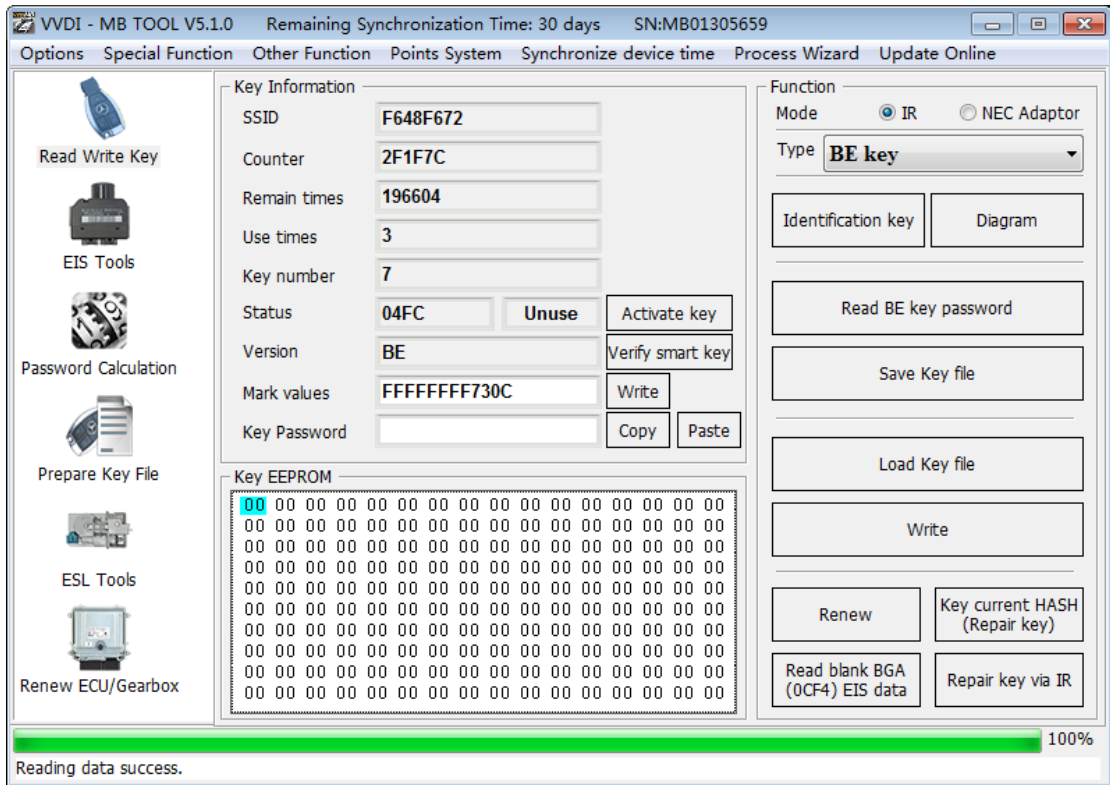 VVDI - MB TOOL V5.1.0 Remaining Synchronization Time: 30 days SN:MB01305659
Options Special Function Other Function Points System Synchronize device time Process Wizard Update Online
Read Write Key
EIS Tools
Password Calculation
Prepare Key File
ESL Tools
Renew ECU/Gearbox
Key Information
SSID F648F672
Counter 2F1F7C
Remain times 196604
Use times 3
Key number 7
Status 04FC Unuse Activate key
Version BE Verify smart key
Mark values FFFFFFFF730C Write
Key Password Copy Paste
Key EEPROM
00 00 00 00 00 00 00 00 00 00 00 00 00 00 00 00
00 00 00 00 00 00 00 00 00 00 00 00 00 00 00 00
00 00 00 00 00 00 00 00 00 00 00 00 00 00 00 00
00 00 00 00 00 00 00 00 00 00 00 00 00 00 00 00
00 00 00 00 00 00 00 00 00 00 00 00 00 00 00 00
00 00 00 00 00 00 00 00 00 00 00 00 00 00 00 00
00 00 00 00 00 00 00 00 00 00 00 00 00 00 00 00
00 00 00 00 00 00 00 00 00 00 00 00 00 00 00 00
00 00 00 00 00 00 00 00 00 00 00 00 00 00 00 00
00 00 00 00 00 00 00 00 00 00 00 00 00 00 00 00
Function
Mode IR NEC Adaptor
Type BE key
Identification key Diagram
Read BE key password
Save Key file
Load Key file
Write
Renew
Key current HASH
(Repair key)
Read blank BGA
(0CF4) EIS data
Repair key via IR
100%
Reading data success.